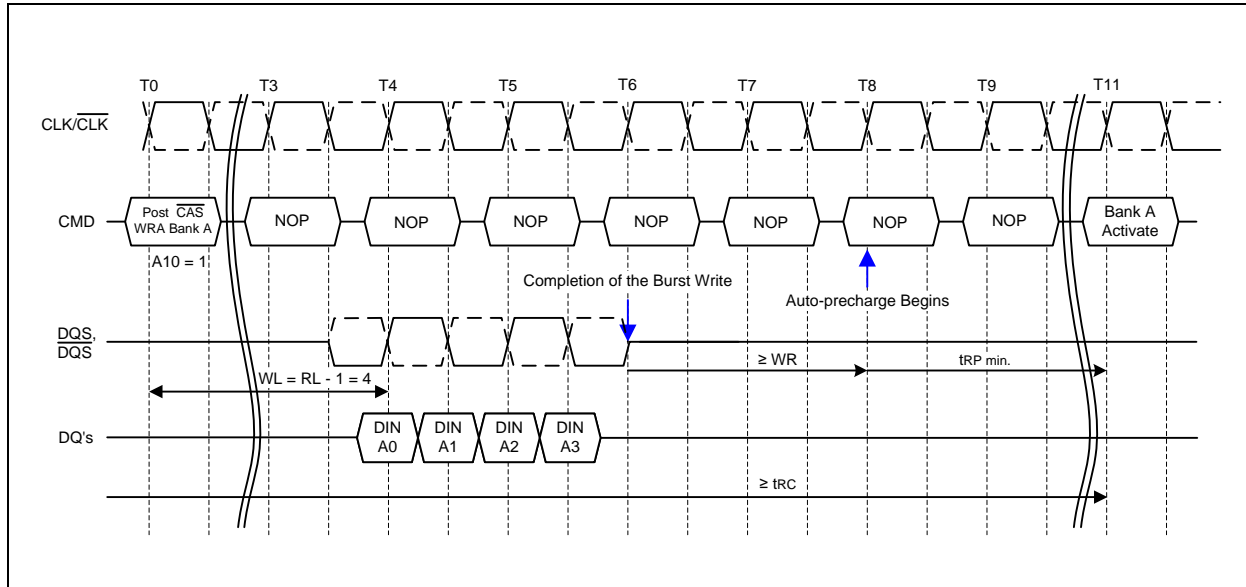 T0 T3 T4 T5 T6 T7 T8 T9 T11
CLK/CLK
CMD
Post CAS
WRA Bank A
NOP NOP NOP NOP NOP NOP NOP
Bank A
Activate
A10 = 1
Completion of the Burst Write
Auto-precharge Begins
DQS,
DQS
≥ WR
tRP min.
WL = RL - 1 = 4
DQ's
DIN
A0
DIN
A1
DIN
A2
DIN
A3
≥ tRC